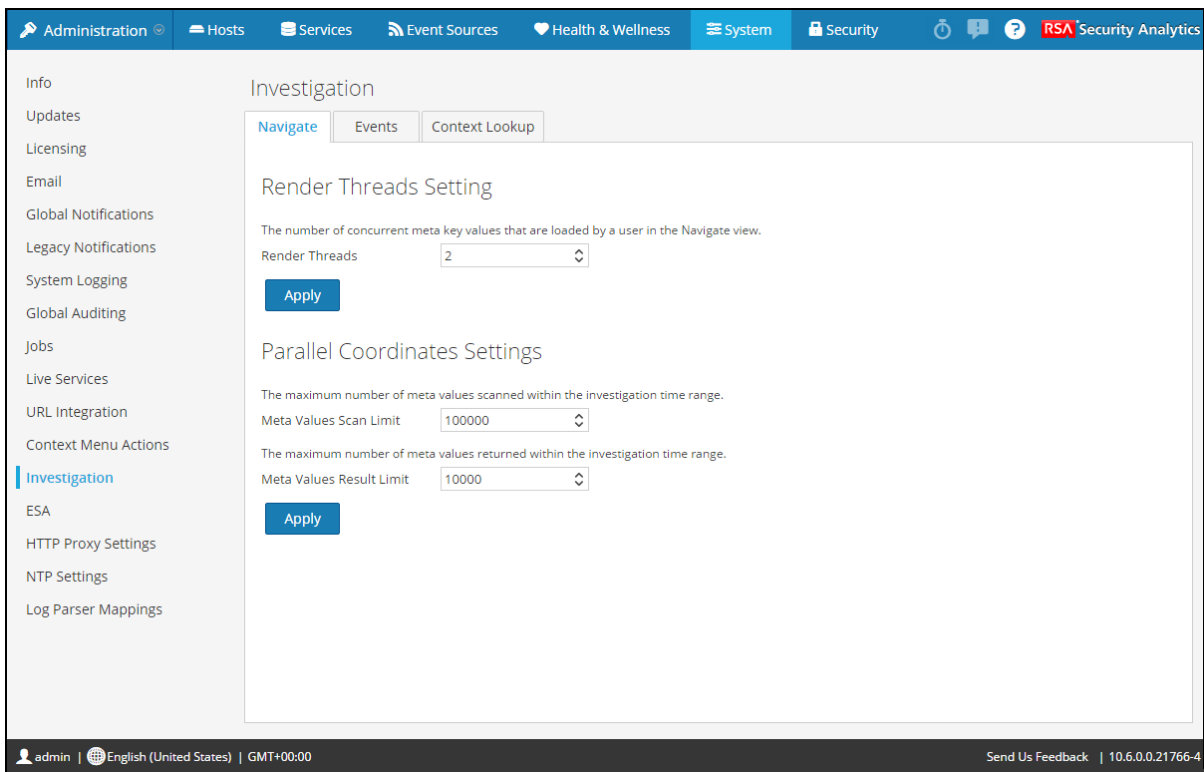 Administration Hosts Services Event Sources Health & Wellness System Security RSA Security Analytics
Info
Updates
Licensing
Email
Global Notifications
Legacy Notifications
System Logging
Global Auditing
Jobs
Live Services
URL Integration
Context Menu Actions
Investigation
ESA
HTTP Proxy Settings
NTP Settings
Log Parser Mappings
Investigation
Navigate Events Context Lookup
Render Threads Setting
The number of concurrent meta key values that are loaded by a user in the Navigate view.
Render Threads 2
Apply
Parallel Coordinates Settings
The maximum number of meta values scanned within the investigation time range.
Meta Values Scan Limit 100000
The maximum number of meta values returned within the investigation time range.
Meta Values Result Limit 10000
Apply
admin | English (United States) | GMT+00:00 Send Us Feedback | 10.6.0.0.21766-4